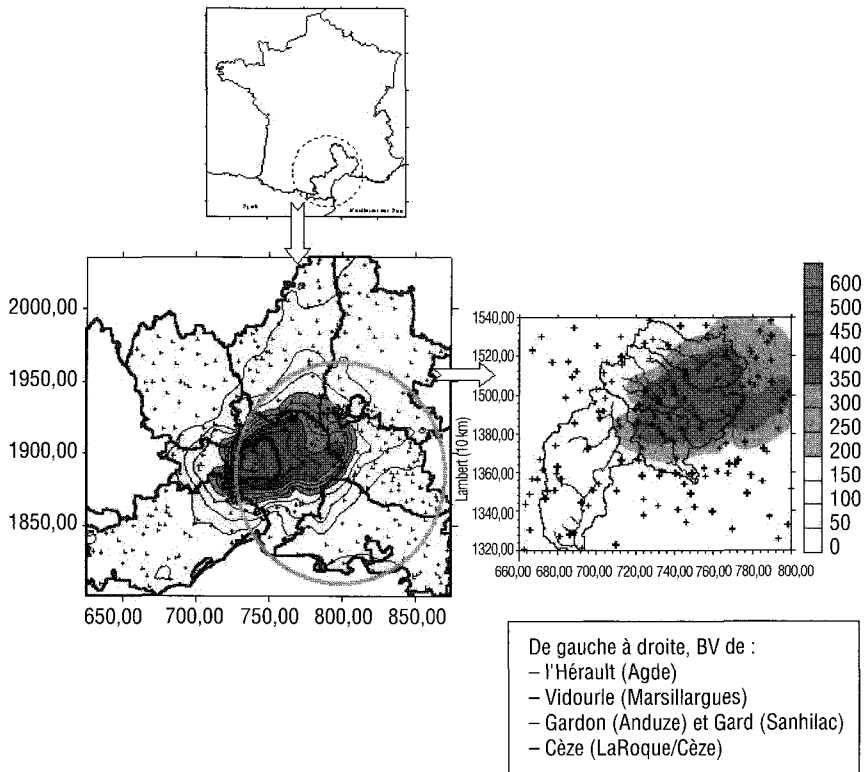 2000,00
1950,00
1900,00
1850,00
650,00 700,00 750,00 800,00 850,00
Lambert (10 km)
1540,00
1520,00
1500,00
1380,00
1360,00
1340,00
1320,00
660,00 680,00 700,00 720,00 740,00 760,00 780,00 800,00
600
500
450
400
350
300
250
200
150
100
50
0
De gauche à droite, BV de :
– l'Hérault (Agde)
– Vidourle (Marsillargues)
– Gardon (Anduze) et Gard (Sanhilac)
– Cèze (LaRoque/Cèze)